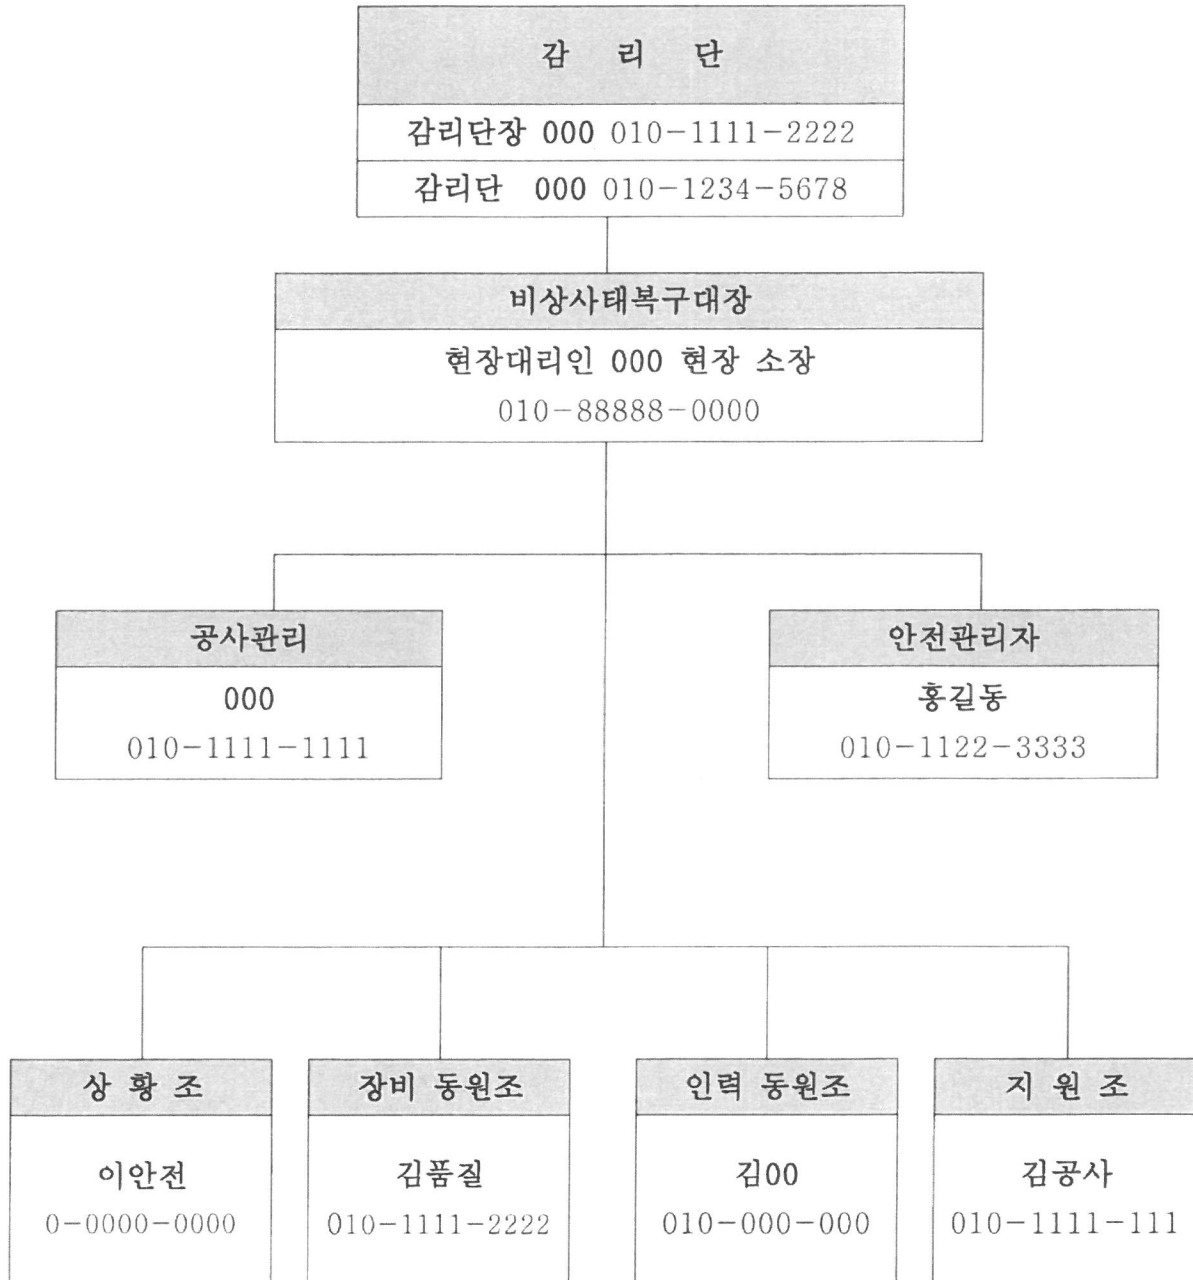 감 리 단
감리단장 000 010-1111-2222
감리단 000 010-1234-5678
비상사태복구대장
현장대리인 000 현장 소장
010-88888-0000
공사관리
000
010-1111-1111
안전관리자
홍길동
010-1122-3333
상 황 조
이안전
0-0000-0000
장비 동원조
김품질
010-1111-2222
인력 동원조
김00
010-000-000
지 원 조
김공사
010-1111-111